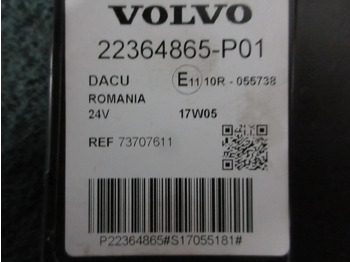 VOLVO
22364865-P01
DACU E11 10R - 055738
ROMANIA
24V 17W05
REF 73707611
P22364865#S17055181#